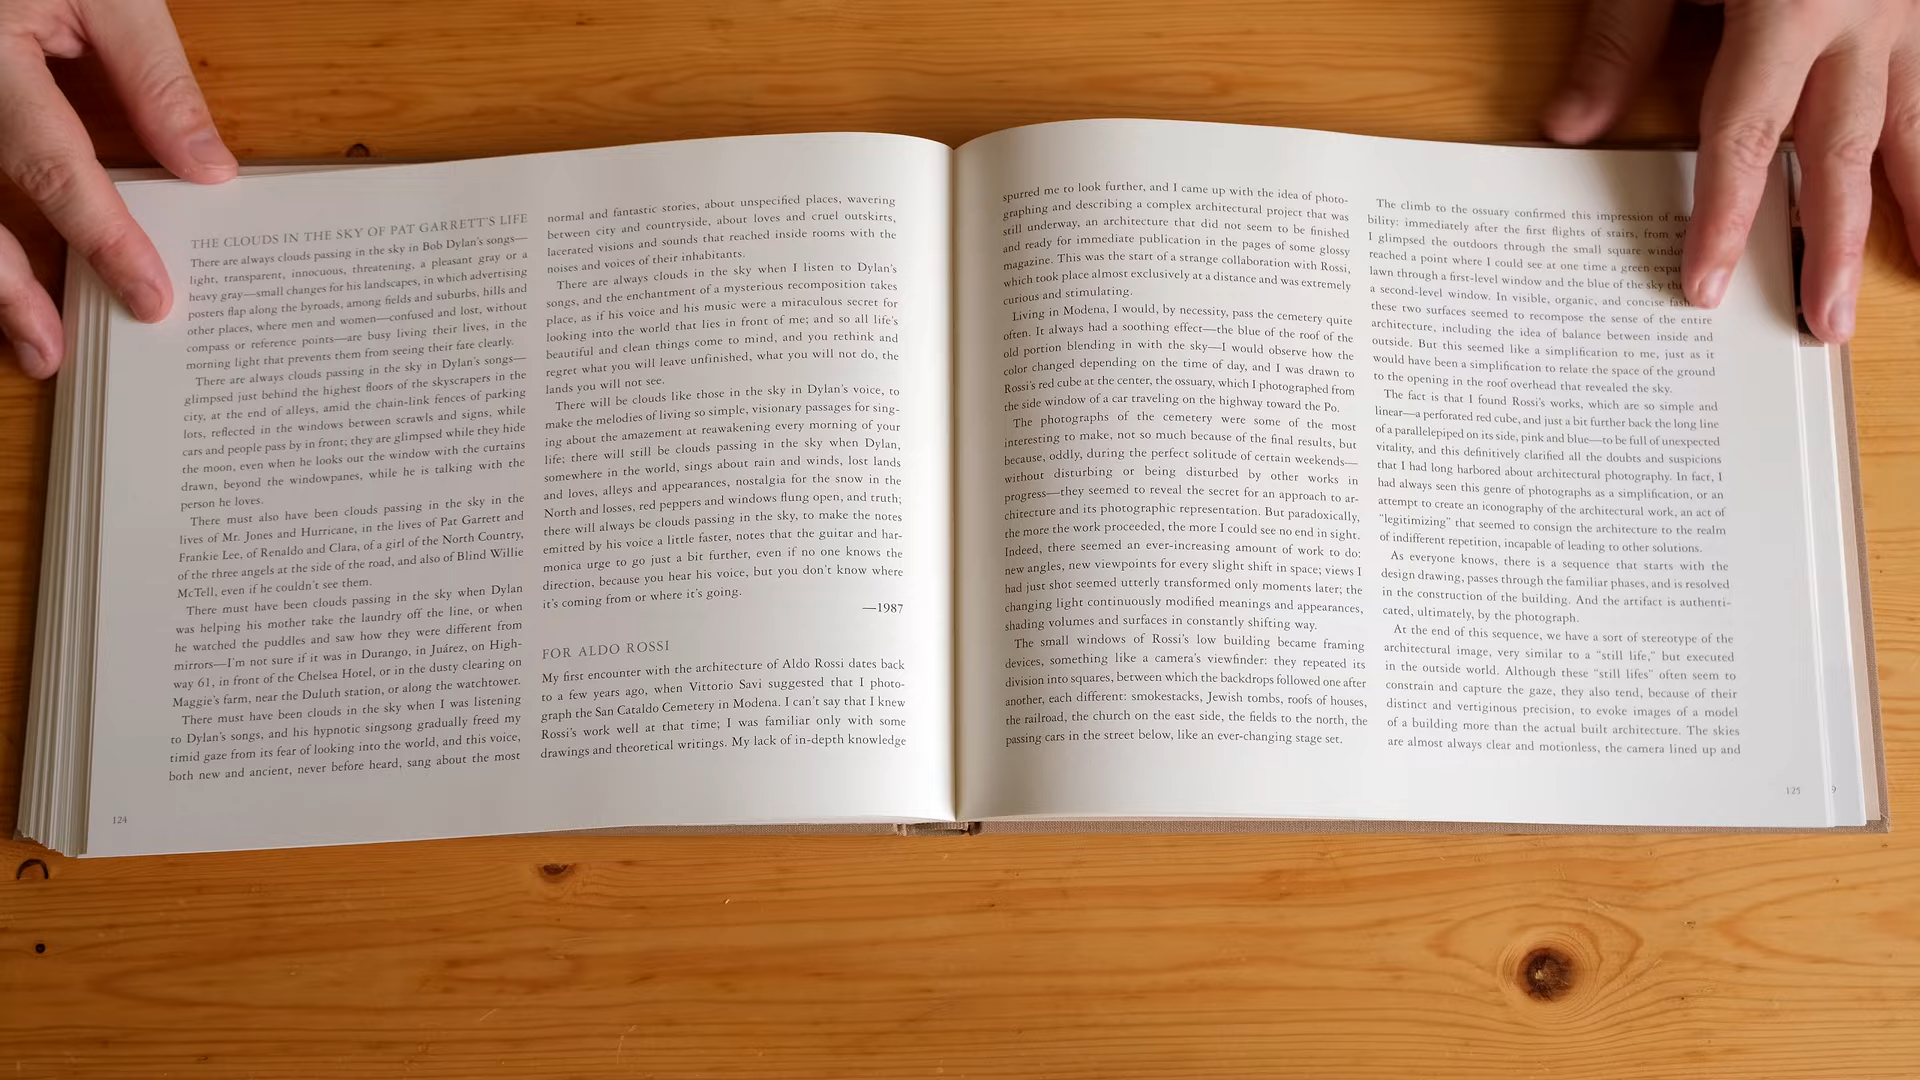 THE CLOUDS IN THE SKY OF PAT GARRETT'S LIFE
There are always clouds passing in the sky in Bob Dylan's songs—
light, transparent, innocuous, threatening, a pleasant gray or a
heavy gray—small changes for his landscapes, in which advertising
posters flap along the byroads, among fields and suburbs, hills and
other places, where men and women—confused and lost, without
compass or reference points—are busy living their lives, in the
morning light that prevents them from seeing their fate clearly.
There are always clouds passing in the sky in Dylan's songs—
glimpsed just behind the highest floors of the skyscrapers in the
city, at the end of alleys, amid the chain-link fences of parking
lots, reflected in the windows between scrawls and signs, while
cars and people pass by in front; they are glimpsed while they hide
the moon, even when he looks out the window with the curtains
drawn, beyond the windowpanes, while he is talking with the
person he loves.
There must also have been clouds passing in the sky in the
lives of Mr. Jones and Hurricane, in the lives of Pat Garrett and
Frankie Lee, of Renaldo and Clara, of a girl of the North Country,
of the three angels at the side of the road, and also of Blind Willie
McTell, even if he couldn't see them.
There must have been clouds passing in the sky when Dylan
was helping his mother take the laundry off the line, or when
he watched the puddles and saw how they were different from
mirrors—I'm not sure if it was in Durango, in Juárez, on High-
way 61, in front of the Chelsea Hotel, or in the dusty clearing on
Maggie's farm, near the Duluth station, or along the watchtower.
There must have been clouds in the sky when I was listening
to Dylan's songs, and his hypnotic singsong gradually freed my
timid gaze from its fear of looking into the world, and this voice,
both new and ancient, never before heard, sang about the most
124
normal and fantastic stories, about unspecified places, wavering
between city and countryside, about loves and cruel outskirts,
lacerated visions and sounds that reached inside rooms with the
noises and voices of their inhabitants.
There are always clouds in the sky when I listen to Dylan's
songs, and the enchantment of a mysterious recomposition takes
place, as if his voice and his music were a miraculous secret for
looking into the world that lies in front of me; and so all life's
beautiful and clean things come to mind, and you rethink and
regret what you will leave unfinished, what you will not do, the
lands you will not see.
There will be clouds like those in the sky in Dylan's voice, to
make the melodies of living so simple, visionary passages for sing-
ing about the amazement at reawakening every morning of your
life; there will still be clouds passing in the sky when Dylan,
somewhere in the world, sings about rain and winds, lost lands
and loves, alleys and appearances, nostalgia for the snow in the
North and losses, red peppers and windows flung open, and truth;
there will always be clouds passing in the sky, to make the notes
emitted by his voice a little faster, notes that the guitar and har-
monica urge to go just a bit further, even if no one knows the
direction, because you hear his voice, but you don't know where
it's coming from or where it's going.
—1987
FOR ALDO ROSSI
My first encounter with the architecture of Aldo Rossi dates back
to a few years ago, when Vittorio Savi suggested that I photo-
graph the San Cataldo Cemetery in Modena. I can't say that I knew
Rossi's work well at that time; I was familiar only with some
drawings and theoretical writings. My lack of in-depth knowledge
spurred me to look further, and I came up with the idea of photo-
graphing and describing a complex architectural project that was
still underway, an architecture that did not seem to be finished
and ready for immediate publication in the pages of some glossy
magazine. This was the start of a strange collaboration with Rossi,
which took place almost exclusively at a distance and was extremely
curious and stimulating.
Living in Modena, I would, by necessity, pass the cemetery quite
often. It always had a soothing effect—the blue of the roof of the
old portion blending in with the sky—I would observe how the
color changed depending on the time of day, and I was drawn to
Rossi's red cube at the center, the ossuary, which I photographed from
the side window of a car traveling on the highway toward the Po.
The photographs of the cemetery were some of the most
interesting to make, not so much because of the final results, but
because, oddly, during the perfect solitude of certain weekends—
without disturbing or being disturbed by other works in
progress—they seemed to reveal the secret for an approach to ar-
chitecture and its photographic representation. But paradoxically,
the more the work proceeded, the more I could see no end in sight.
Indeed, there seemed an ever-increasing amount of work to do:
new angles, new viewpoints for every slight shift in space; views I
had just shot seemed utterly transformed only moments later; the
changing light continuously modified meanings and appearances,
shading volumes and surfaces in constantly shifting way.
The small windows of Rossi's low building became framing
devices, something like a camera's viewfinder: they repeated its
division into squares, between which the backdrops followed one after
another, each different: smokestacks, Jewish tombs, roofs of houses,
the railroad, the church on the east side, the fields to the north, the
passing cars in the street below, like an ever-changing stage set.
The climb to the ossuary confirmed this impression of
bility: immediately after the first flights of stairs, from
I glimpsed the outdoors through the small square
reached a point where I could see at one time a green
lawn through a first-level window and the blue of the sky
a second-level window. In visible, organic, and concise
these two surfaces seemed to recompose the sense of the entire
architecture, including the idea of balance between inside and
outside. But this seemed like a simplification to me, just as it
would have been a simplification to relate the space of the ground
to the opening in the roof overhead that revealed the sky.
The fact is that I found Rossi's works, which are so simple and
linear—a perforated red cube, and just a bit further back the long line
of a parallelepiped on its side, pink and blue—to be full of unexpected
vitality, and this definitively clarified all the doubts and suspicions
that I had long harbored about architectural photography. In fact, I
had always seen this genre of photographs as a simplification, or an
attempt to create an iconography of the architectural work, an act of
"legitimizing" that seemed to consign the architecture to the realm
of indifferent repetition, incapable of leading to other solutions.
As everyone knows, there is a sequence that starts with the
design drawing, passes through the familiar phases, and is resolved
in the construction of the building. And the artifact is authenti-
cated, ultimately, by the photograph.
At the end of this sequence, we have a sort of stereotype of the
architectural image, very similar to a "still life," but executed
in the outside world. Although these "still lifes" often seem to
constrain and capture the gaze, they also tend, because of their
distinct and vertiginous precision, to evoke images of a model
of a building more than the actual built architecture. The skies
are almost always clear and motionless, the camera lined up and
125
9